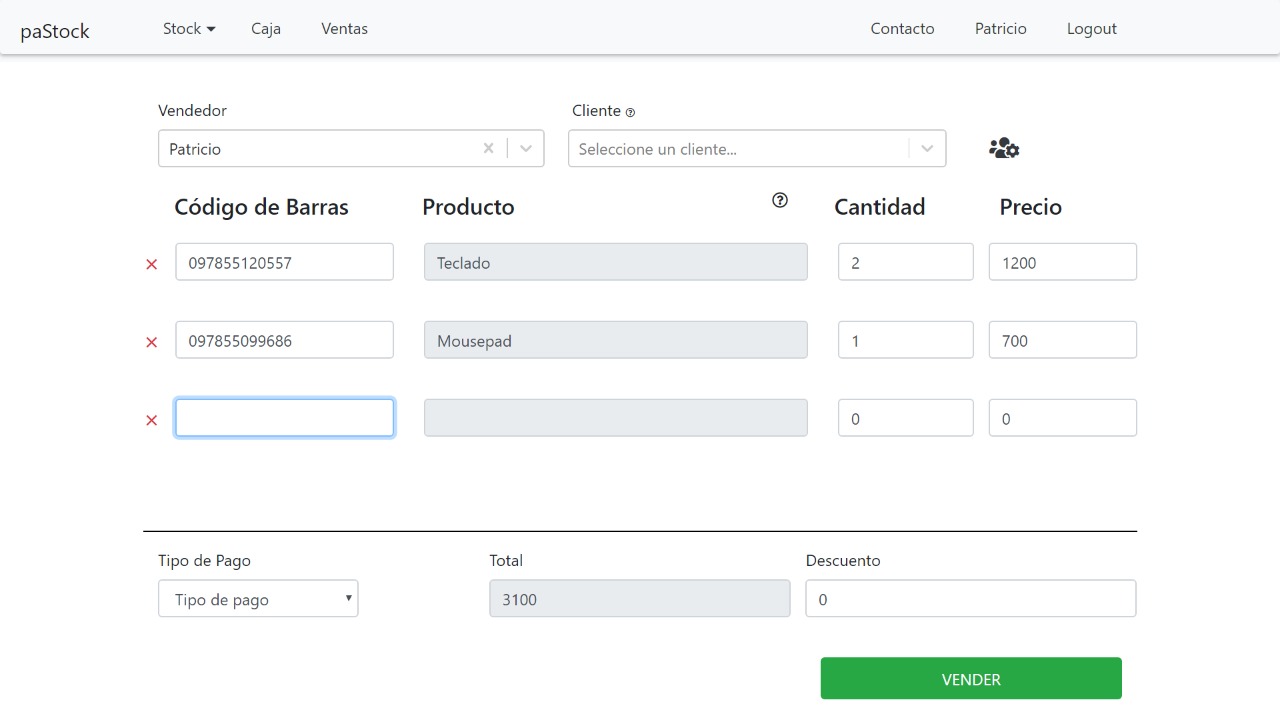 paStock Stock Caja Ventas Contacto Patricio Logout
Vendedor Cliente
Patricio Seleccione un cliente...
Código de Barras Producto Cantidad Precio
097855120557 Teclado 2 1200
097855099686 Mousepad 1 700
0 0
Tipo de Pago Total Descuento
Tipo de pago 3100 0
VENDER